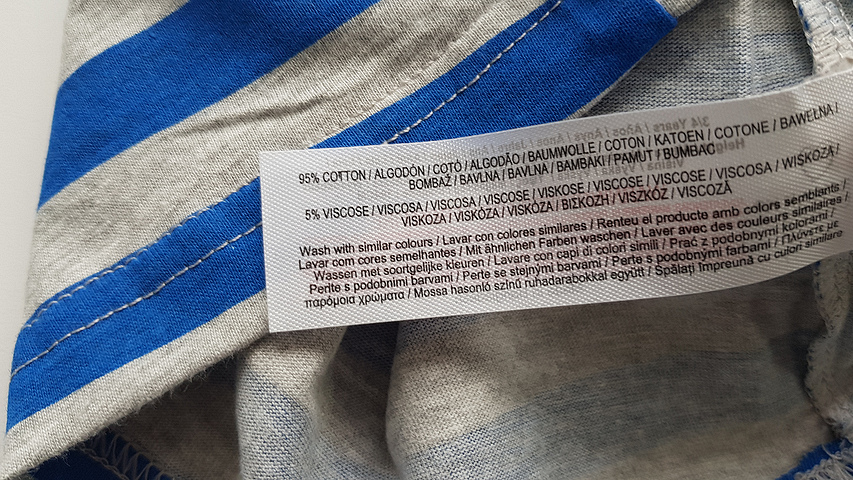 95% COTTON / ALGODÓN / COTÓ / ALGODÃO / BAUMWOLLE / COTON / KATOEN / COTONE / BAWEŁNA /
BOMBAŽ / BAVLNA / BAVLNA / BAMBAKI / PAMUT / BUMBAC
5% VISCOSE / VISCOSA / VISCOSA / VISCOSE / VISKOSE / VISCOSE / VISCOSE / VISCOSA / WISKOZA /
VISKOZA / VISKÓZA / VISKÓZA / ΒΙΣΚΟΖΗ / VISZKÓZ / VISCOZĂ
Wash with similar colours / Lavar con colores similares / Renteu el producte amb colors semblants /
Lavar com cores semelhantes / Mit ähnlichen Farben waschen / Laver avec des couleurs similaires /
Wassen met soortgelijke kleuren / Lavare con capi di colori simili / Prać z podobnymi kolorami /
Perite s podobnimi barvami / Perte se stejnými barvami / Perte s podobnými farbami / Πλύνετε με
παρόμοια χρώματα / Mossa hasonló színű ruhadarabokkal együtt / Spălați împreună cu culori similare